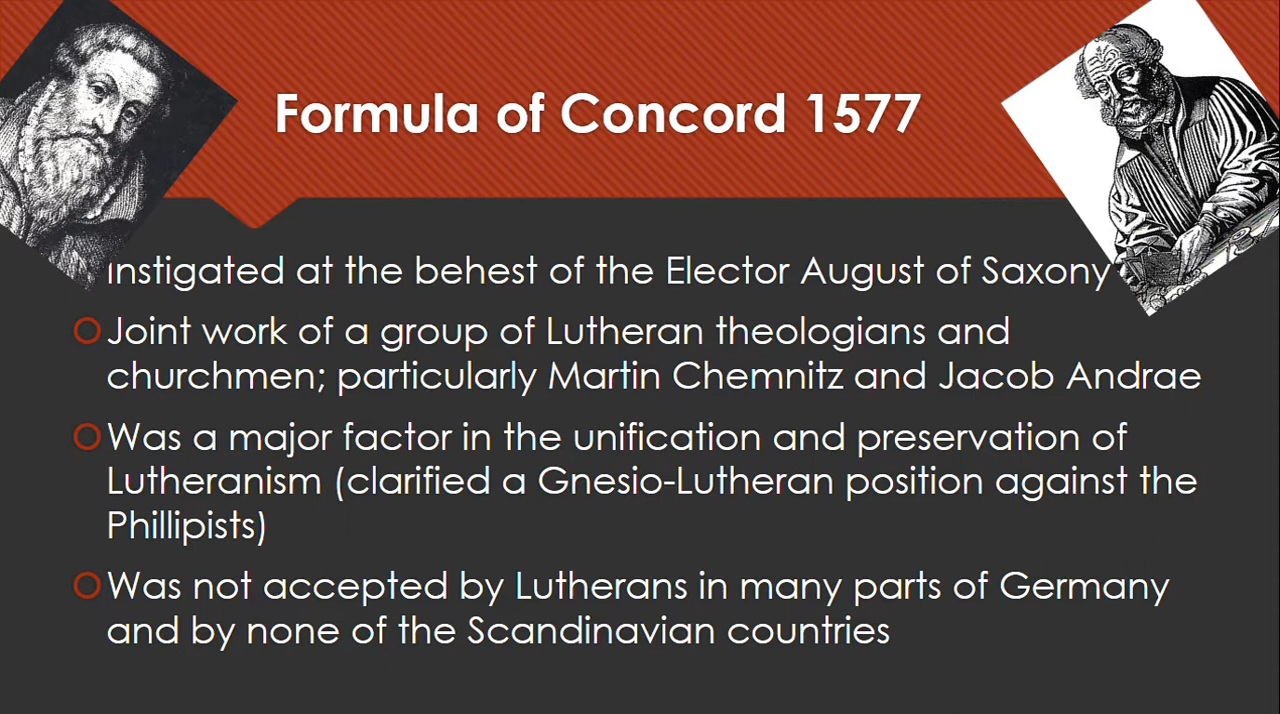 Formula of Concord 1577
Instigated at the behest of the Elector August of Saxony
Joint work of a group of Lutheran theologians and
churchmen; particularly Martin Chemnitz and Jacob Andrae
Was a major factor in the unification and preservation of
Lutheranism (clarified a Gnesio-Lutheran position against the
Phillipists)
Was not accepted by Lutherans in many parts of Germany
and by none of the Scandinavian countries